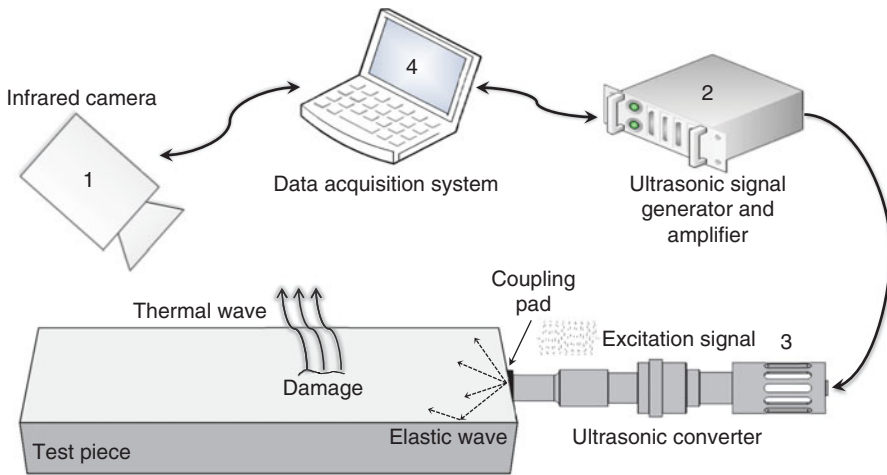 4
2
Infrared camera
1
Data acquisition system
Ultrasonic signal
generator and
amplifier
Coupling
pad
Thermal wave
Excitation signal
3
Damage
Elastic wave
Ultrasonic converter
Test piece